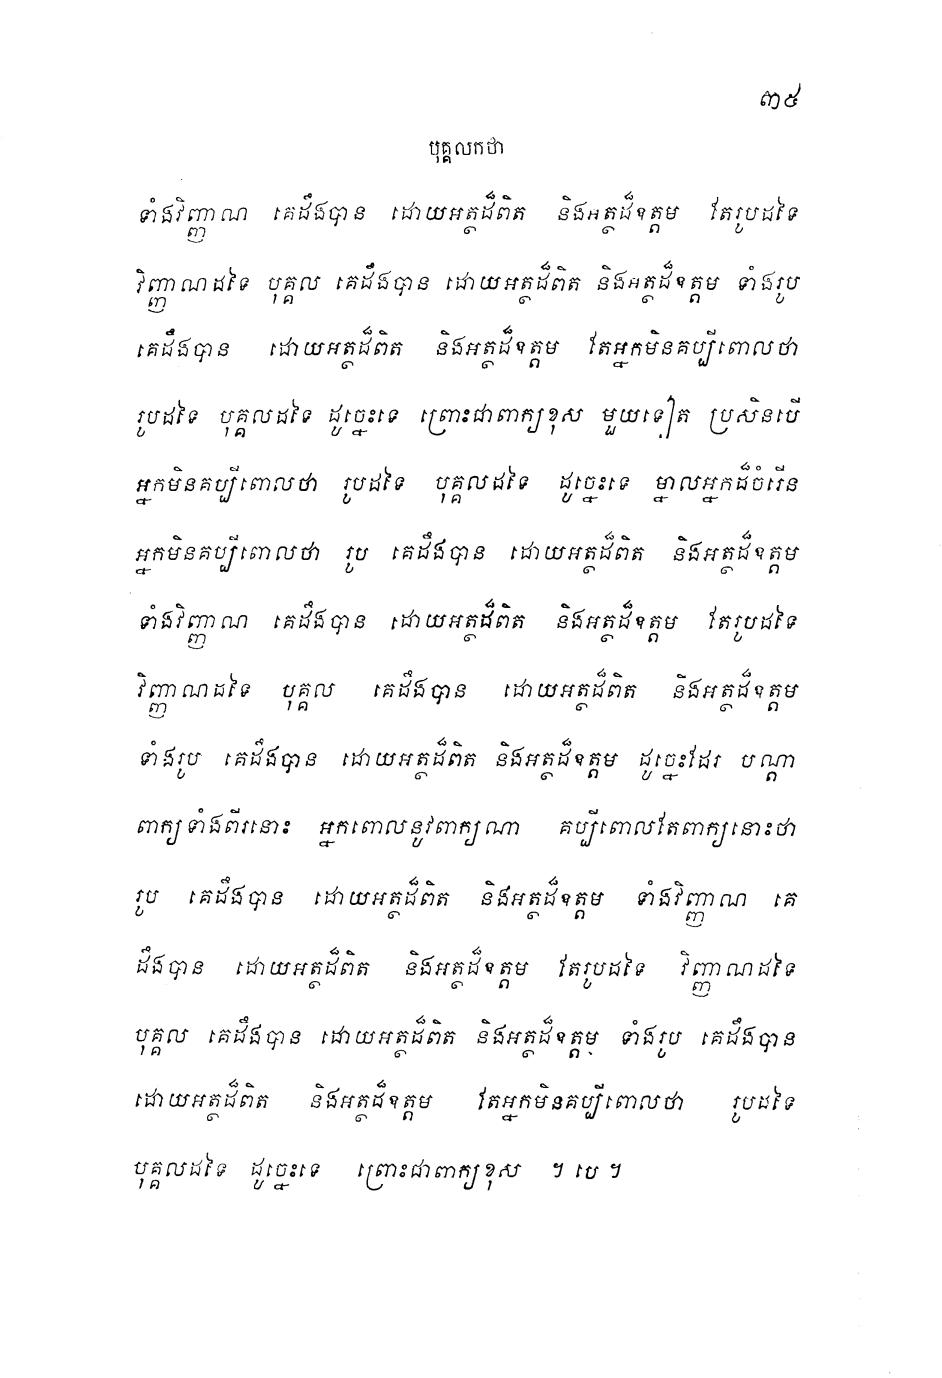 ៣៥
បុគ្គលកថា
ទាំងវិញ្ញាណ គេដឹងបាន ដោយអត្ថដ៏ពិត និងអត្ថដ៏ឧត្តម តែរូបដទៃ
វិញ្ញាណដទៃ បុគ្គល គេដឹងបាន ដោយអត្ថដ៏ពិត និងអត្ថដ៏ឧត្តម ទាំងរូប
គេដឹងបាន ដោយអត្ថដ៏ពិត និងអត្ថដ៏ឧត្តម តែអ្នកមិនគប្បីពោលថា
រូបដទៃ បុគ្គលដទៃ ដូច្នេះទេ ព្រោះជាពាក្យខុស មួយទៀត ប្រសិនបើ
អ្នកមិនគប្បីពោលថា រូបដទៃ បុគ្គលដទៃ ដូច្នេះទេ ម្នាលអ្នកដ៏ចំរើន
អ្នកមិនគប្បីពោលថា រូប គេដឹងបាន ដោយអត្ថដ៏ពិត និងអត្ថដ៏ឧត្តម
ទាំងវិញ្ញាណ គេដឹងបាន ដោយអត្ថដ៏ពិត និងអត្ថដ៏ឧត្តម តែរូបដទៃ
វិញ្ញាណដទៃ បុគ្គល គេដឹងបាន ដោយអត្ថដ៏ពិត និងអត្ថដ៏ឧត្តម
ទាំងរូប គេដឹងបាន ដោយអត្ថដ៏ពិត និងអត្ថដ៏ឧត្តម ដូច្នេះដែរ បណ្តា
ពាក្យទាំងពីរនោះ អ្នកពោលនូវពាក្យណា គប្បីពោលតែពាក្យនោះថា
រូប គេដឹងបាន ដោយអត្ថដ៏ពិត និងអត្ថដ៏ឧត្តម ទាំងវិញ្ញាណ គេ
ដឹងបាន ដោយអត្ថដ៏ពិត និងអត្ថដ៏ឧត្តម តែរូបដទៃ វិញ្ញាណដទៃ
បុគ្គល គេដឹងបាន ដោយអត្ថដ៏ពិត និងអត្ថដ៏ឧត្តម ទាំងរូប គេដឹងបាន
ដោយអត្ថដ៏ពិត និងអត្ថដ៏ឧត្តម តែអ្នកមិនគប្បីពោលថា រូបដទៃ
បុគ្គលដទៃ ដូច្នេះទេ ព្រោះជាពាក្យខុស ។ បេ ។